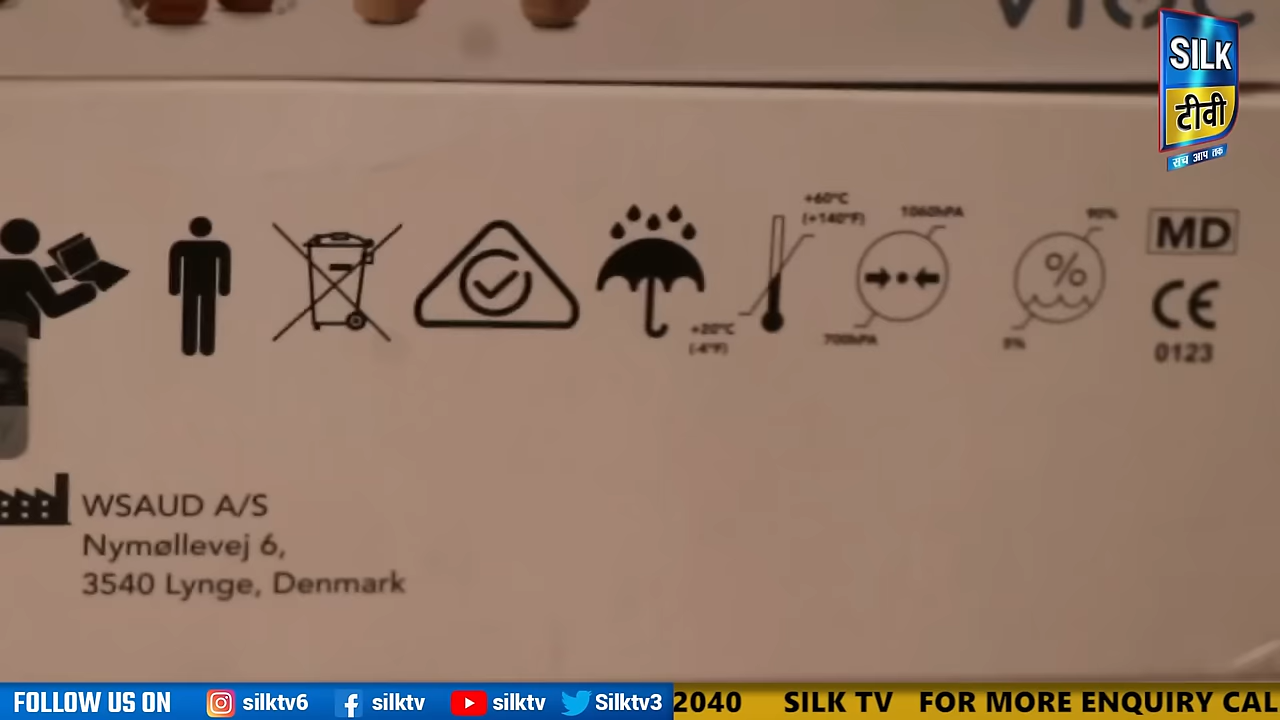 SILK
टीवी
सच आप तक
+60°C
(+140°F)
1060hPA
90%
MD
%
+20°C
(-4°F)
700hPA
5%
CE
0123
WSAUD A/S
Nymøllevej 6,
3540 Lynge, Denmark
FOLLOW US ON silktv6 silktv silktv Silktv3 2040 SILK TV FOR MORE ENQUIRY CAL